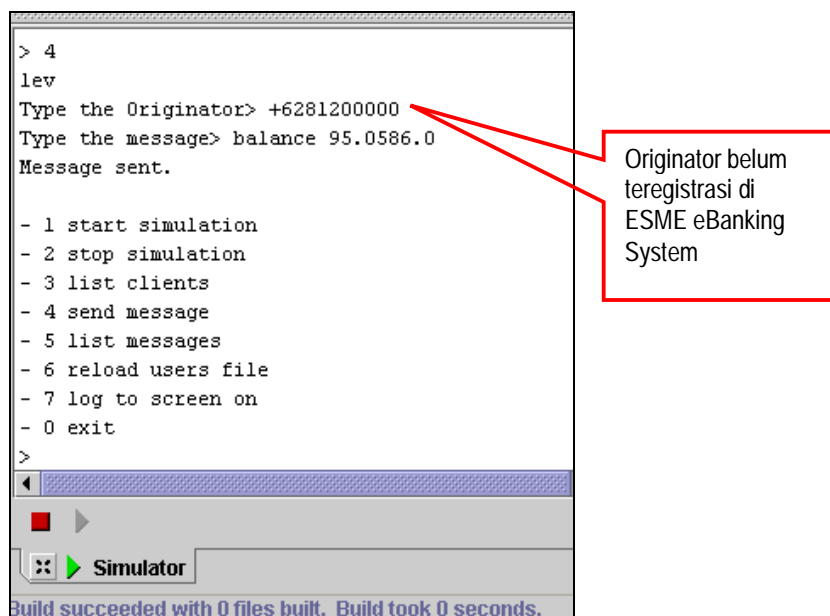 > 4
lev
Type the Originator> +6281200000
Type the message> balance 95.0586.0
Message sent.
- 1 start simulation
- 2 stop simulation
- 3 list clients
- 4 send message
- 5 list messages
- 6 reload users file
- 7 log to screen on
- 0 exit
>
Originator belum
teregistrasi di
ESME eBanking
System
Simulator
Build succeeded with 0 files built. Build took 0 seconds.